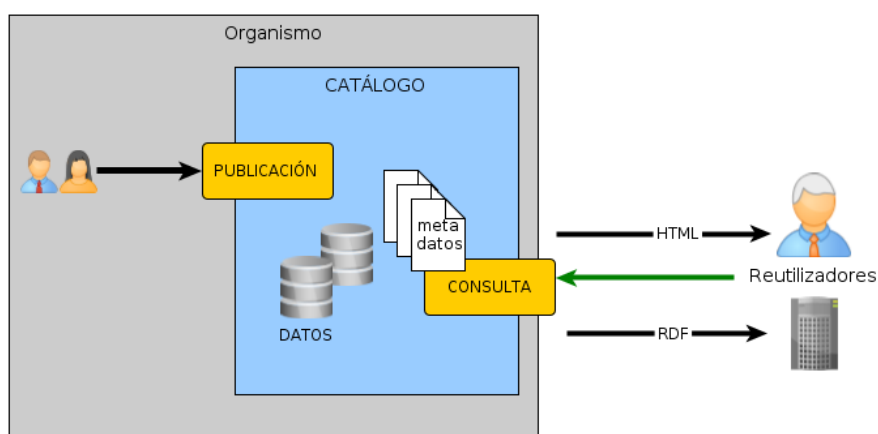 Organismo
CATÁLOGO
PUBLICACIÓN
meta
datos
HTML
CONSULTA
Reutilizadores
DATOS
RDF